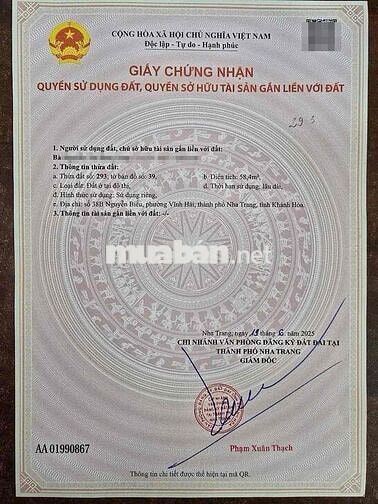 CỘNG HÒA XÃ HỘI CHỦ NGHĨA VIỆT NAM
Độc lập - Tự do - Hạnh phúc
GIẤY CHỨNG NHẬN
QUYỀN SỬ DỤNG ĐẤT, QUYỀN SỞ HỮU TÀI SẢN GẮN LIỀN VỚI ĐẤT
293
1. Người sử dụng đất, chủ sở hữu tài sản gắn liền với đất:
Bà
2. Thông tin thửa đất:
a. Thửa đất số: 293, tờ bản đồ số: 39, b. Diện tích: 58,4m²,
c. Loại đất: Đất ở tại đô thị, d. Thời hạn sử dụng: lâu dài,
đ. Hình thức sử dụng: Sử dụng riêng,
e. Địa chỉ: số 38B Nguyễn Biểu, phường Vĩnh Hải, thành phố Nha Trang, tỉnh Khánh Hòa.
3. Thông tin tài sản gắn liền với đất: -/-
muaban.net
Nha Trang, ngày 19 tháng 6 năm 2025
CHI NHÁNH VĂN PHÒNG ĐĂNG KÝ ĐẤT ĐAI TẠI
THÀNH PHỐ NHA TRANG
GIÁM ĐỐC
Phạm Xuân Thạch
AA 01990867
Thông tin chi tiết được thể hiện tại mã QR.